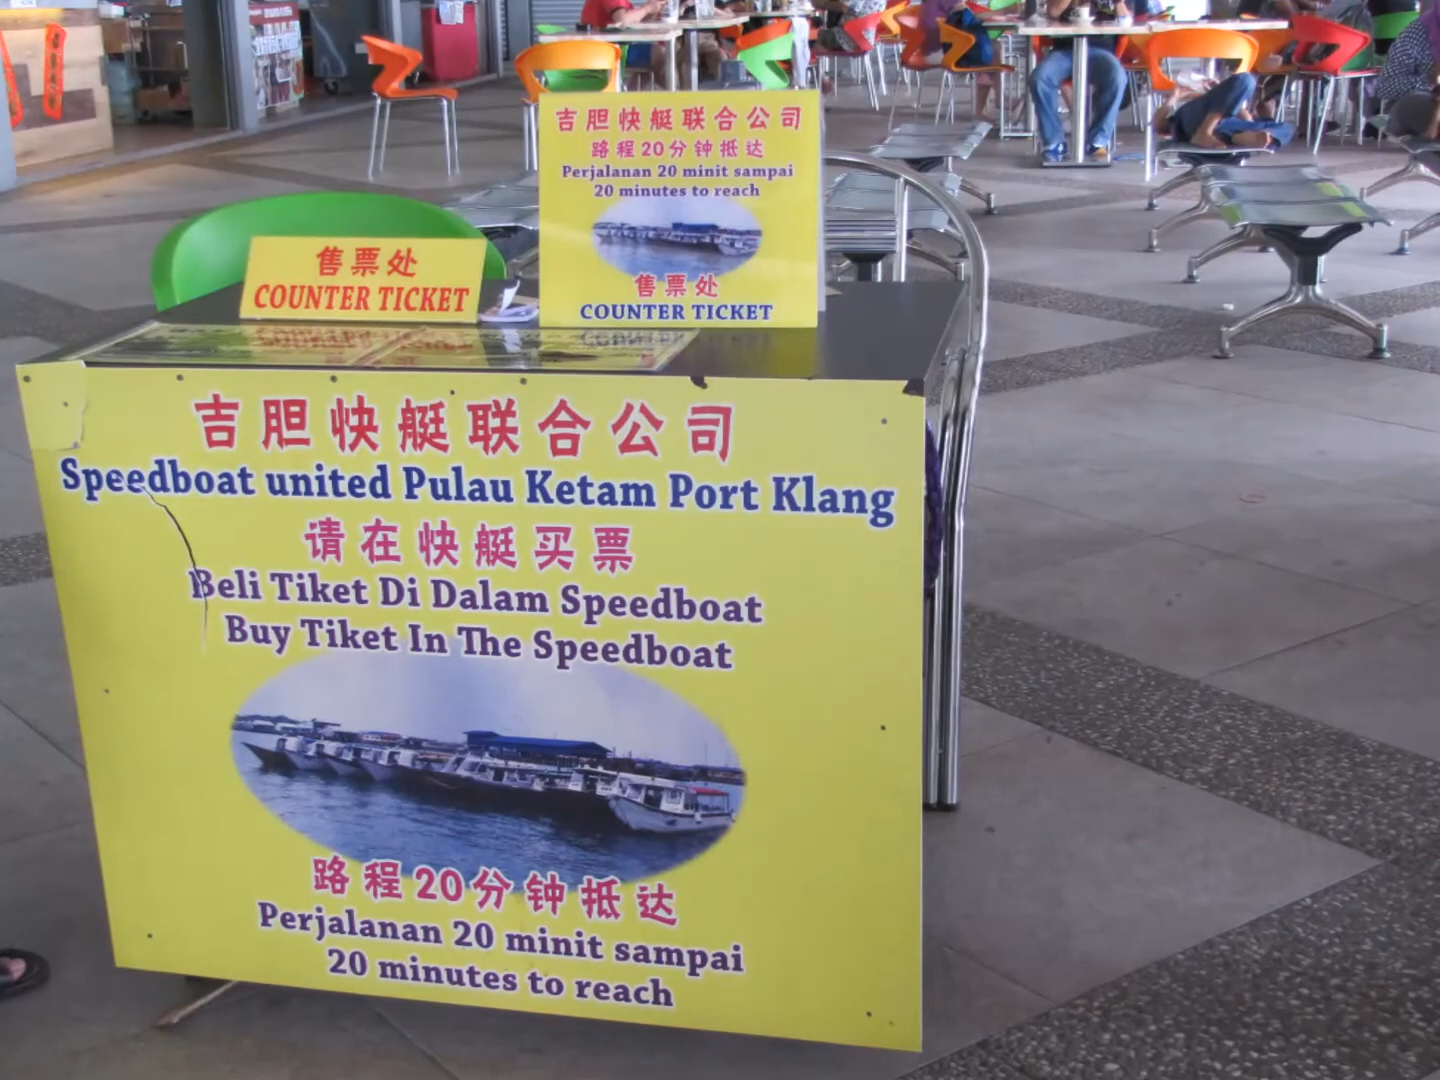 吉胆快艇联合公司
路程20分钟抵达
Perjalanan 20 minit sampai
20 minutes to reach
售票处
COUNTER TICKET
售票处
COUNTER TICKET
吉胆快艇联合公司
Speedboat united Pulau Ketam Port Klang
请在快艇买票
Beli Tiket Di Dalam Speedboat
Buy Tiket In The Speedboat
路程20分钟抵达
Perjalanan 20 minit sampai
20 minutes to reach